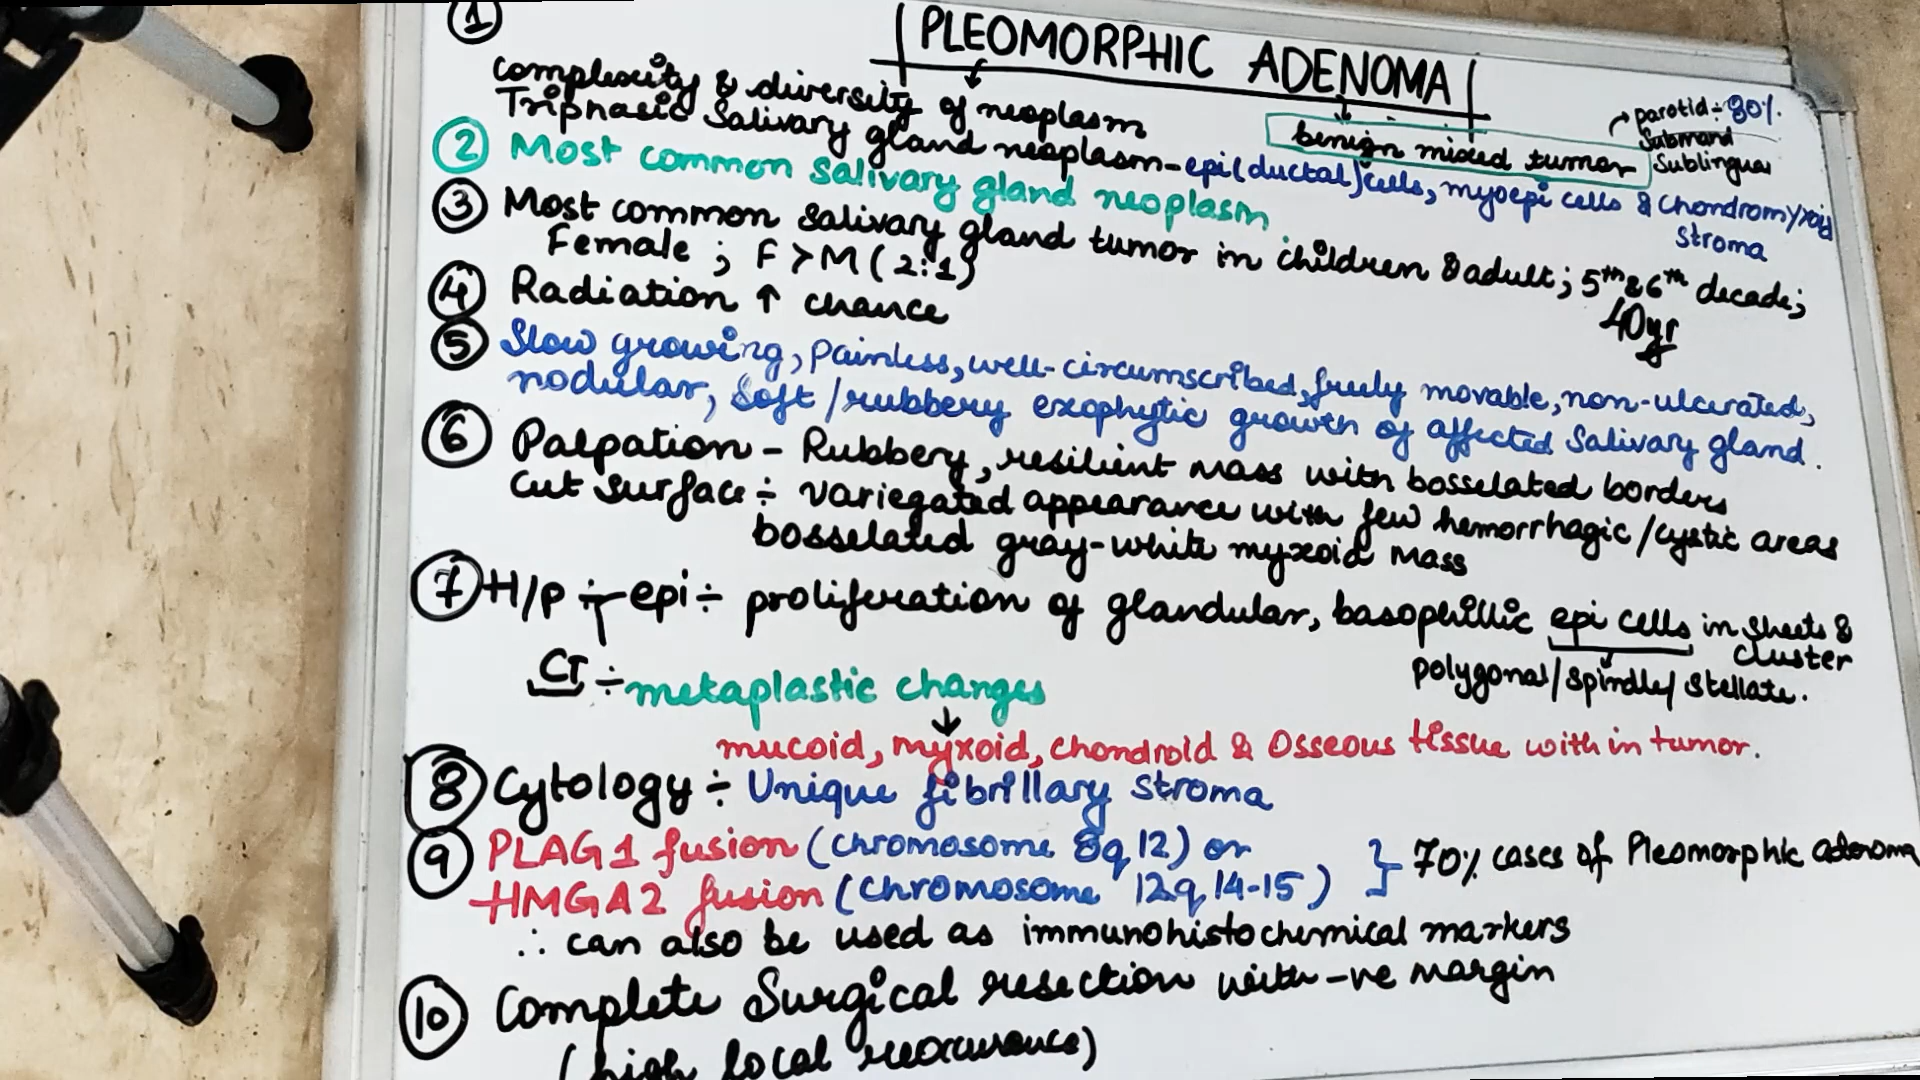 PLEOMORPHIC ADENOMA
① complexity & diversity of neoplasm
benign mixed tumor
parotid ÷ 80%.
Submand
Sublingual
Triphasic Salivary gland neoplasm - epi (ductal) cells, myoepi cells & chondromyxoid stroma
② Most common salivary gland neoplasm.
③ Most common salivary gland tumor in children & adult; 5th & 6th decade;
40yr
Female ; F > M (2:1)
④ Radiation ↑ chance
⑤ Slow growing, painless, well-circumscribed, freely movable, non-ulcerated,
nodular, soft/rubbery exophytic growth of affected Salivary gland.
⑥ Palpation - Rubbery, resilient mass with bosselated borders
Cut Surface ÷ variegated appearance with few hemorrhagic/cystic areas
bosselated gray-white myxoid mass
⑦ H/p ÷ epi ÷ proliferation of glandular, basophillic epi cells in sheets &
cluster
polygonal/spindle/stellate.
CT ÷ metaplastic changes
↓
mucoid, myxoid, chondroid & Osseous tissue with in tumor.
⑧ Cytology ÷ Unique fibrillary stroma
⑨ PLAG1 fusion (chromosome 8q12) or
HMGA2 fusion (chromosome 12q14-15) } 70% cases of Pleomorphic adenoma
∴ can also be used as immunohistochemical markers
⑩ Complete Surgical resection with -ve margin
(high local reoccurance)